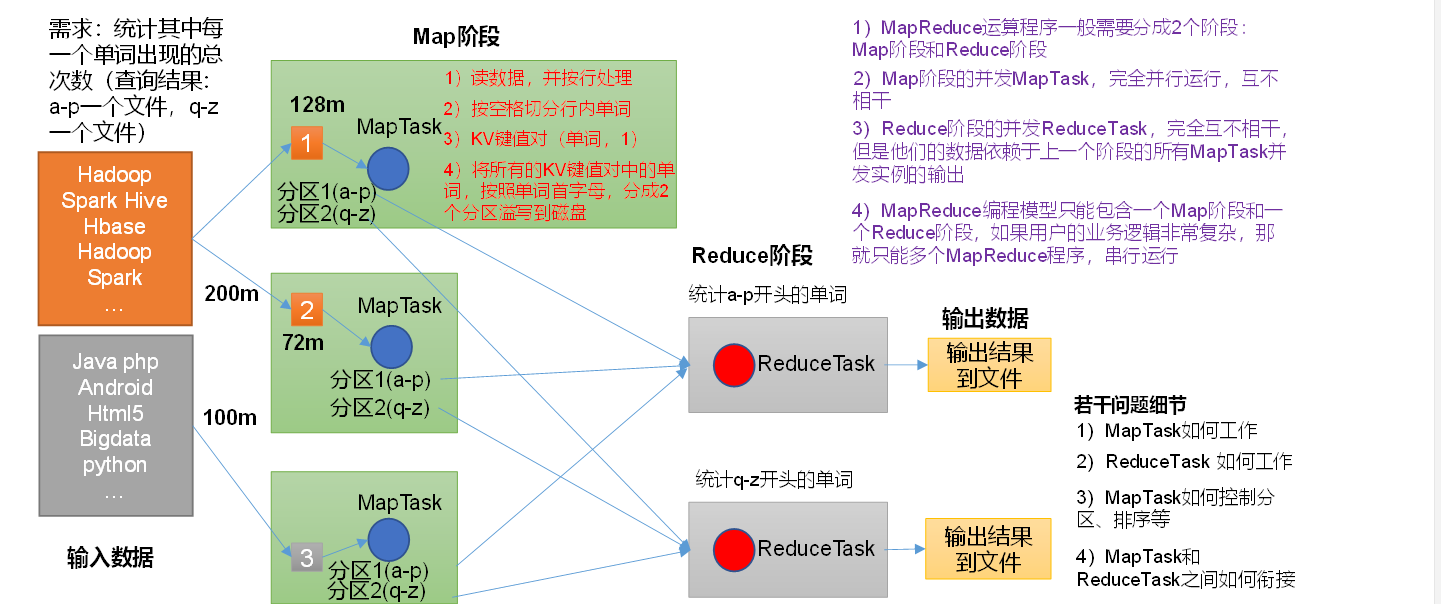 需求：统计其中每
一个单词出现的总
次数（查询结果：
a-p一个文件，q-z
一个文件）
Hadoop
Spark Hive
Hbase
Hadoop
Spark
…
Java php
Android
Html5
Bigdata
python
…
输入数据
200m
100m
Map阶段
128m
1
MapTask
分区1(a-p)
分区2(q-z)
1）读数据，并按行处理
2）按空格切分行内单词
3）KV键值对（单词，1）
4）将所有的KV键值对中的单
词，按照单词首字母，分成2
个分区溢写到磁盘
2
72m
MapTask
分区1(a-p)
分区2(q-z)
3
MapTask
分区1(a-p)
分区2(q-z)
Reduce阶段
统计a-p开头的单词
ReduceTask
统计q-z开头的单词
ReduceTask
输出数据
输出结果
到文件
输出结果
到文件
1）MapReduce运算程序一般需要分成2个阶段：
Map阶段和Reduce阶段
2）Map阶段的并发MapTask，完全并行运行，互不
相干
3）Reduce阶段的并发ReduceTask，完全互不相干，
但是他们的数据依赖于上一个阶段的所有MapTask并
发实例的输出
4）MapReduce编程模型只能包含一个Map阶段和一
个Reduce阶段，如果用户的业务逻辑非常复杂，那
就只能多个MapReduce程序，串行运行
若干问题细节
1）MapTask如何工作
2）ReduceTask 如何工作
3）MapTask如何控制分
区、排序等
4）MapTask和
ReduceTask之间如何衔接